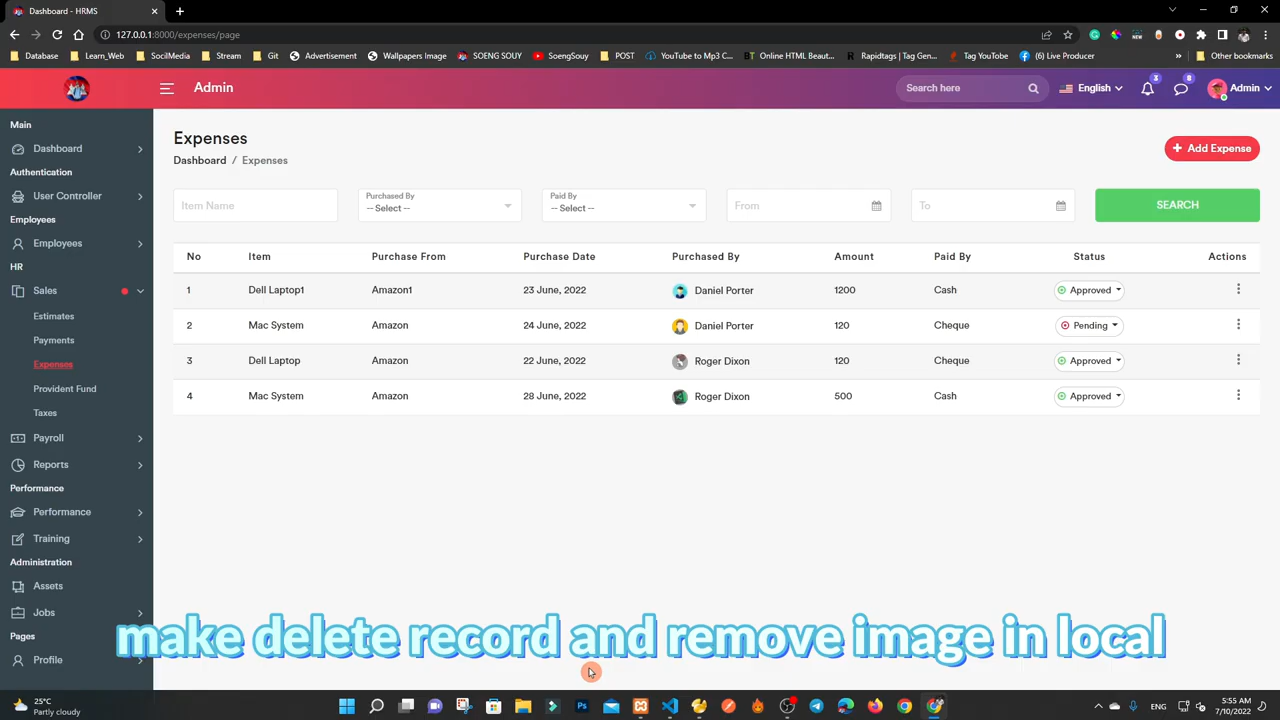 Dashboard - HRMS
127.0.0.1:8000/expenses/page
Database
Learn_Web
SocilMedia
Stream
Git
Advertisement
Wallpapers Image
SOENG SOUY
SoengSouy
POST
YouTube to Mp3 C...
Online HTML Beaut...
Rapidtags | Tag Gen...
Tag YouTube
(6) Live Producer
»
Other bookmarks
Admin
Search here
English
3
8
Admin
Main
Dashboard
Authentication
User Controller
Employees
Employees
HR
Sales
Estimates
Payments
Expenses
Provident Fund
Taxes
Payroll
Reports
Performance
Performance
Training
Administration
Assets
Jobs
Pages
Profile
Expenses
Dashboard / Expenses
+ Add Expense
Item Name
Purchased By
-- Select --
Paid By
-- Select --
From
To
SEARCH
No Item Purchase From Purchase Date Purchased By Amount Paid By Status Actions
1 Dell Laptop1 Amazon1 23 June, 2022 Daniel Porter 1200 Cash Approved
2 Mac System Amazon 24 June, 2022 Daniel Porter 120 Cheque Pending
3 Dell Laptop Amazon 22 June, 2022 Roger Dixon 120 Cheque Approved
4 Mac System Amazon 28 June, 2022 Roger Dixon 500 Cash Approved
make delete record and remove image in local
25°C
Partly cloudy
ENG
5:55 AM
7/10/2022